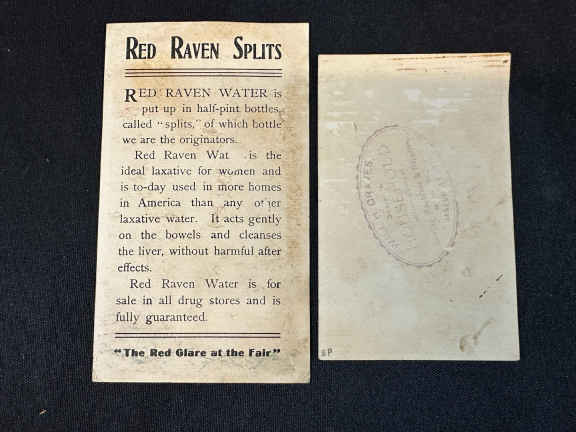 RED RAVEN SPLITS
RED RAVEN WATER is
put up in half-pint bottles,
called "splits," of which bottle
we are the originators.
Red Raven Wat is the
ideal laxative for women and
is to-day used in more homes
in America than any other
laxative water. It acts gently
on the bowels and cleanses
the liver, without harmful after
effects.
Red Raven Water is for
sale in all drug stores and is
fully guaranteed.
"The Red Glare at the Fair"